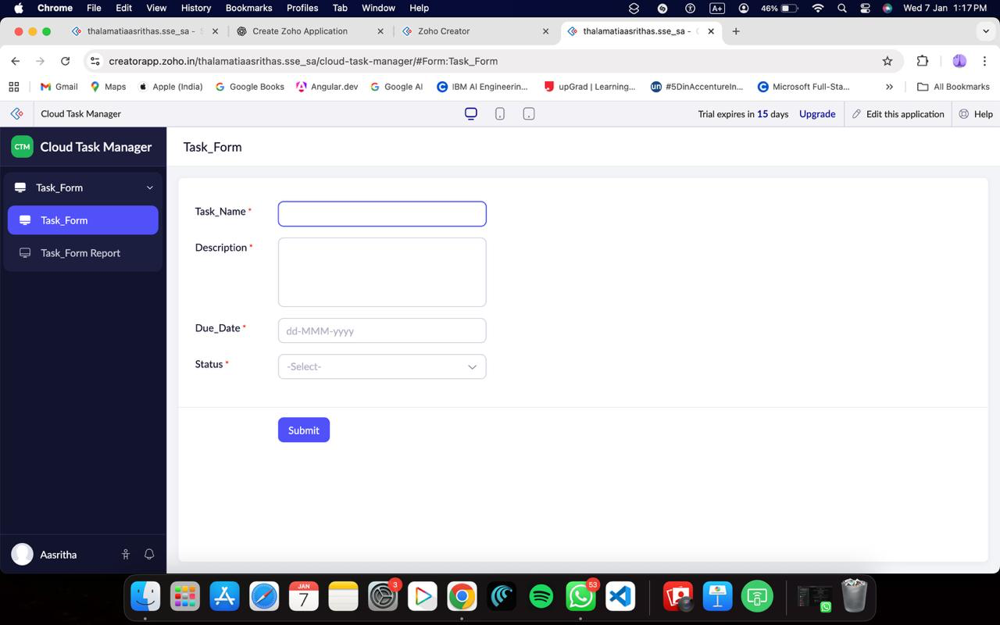 Chrome File Edit View History Bookmarks Profiles Tab Window Help A+ 46% Wed 7 Jan 1:17 PM
thalamatiaasrithas.sse_sa - Create Zoho Application Zoho Creator thalamatiaasrithas.sse_sa -
creatorapp.zoho.in/thalamatiaasrithas.sse_sa/cloud-task-manager/#Form:Task_Form
Gmail Maps Apple (India) Google Books Angular.dev Google AI IBM AI Engineerin... upGrad | Learning... un #5DinAccentureIn... Microsoft Full-Sta... » All Bookmarks
Cloud Task Manager Trial expires in 15 days Upgrade Edit this application Help
CTM Cloud Task Manager Task_Form
Task_Form
Task_Form
Task_Form Report
Task_Name *
Description *
Due_Date * dd-MMM-yyyy
Status * -Select-
Submit
Aasritha
JAN 7 3 53